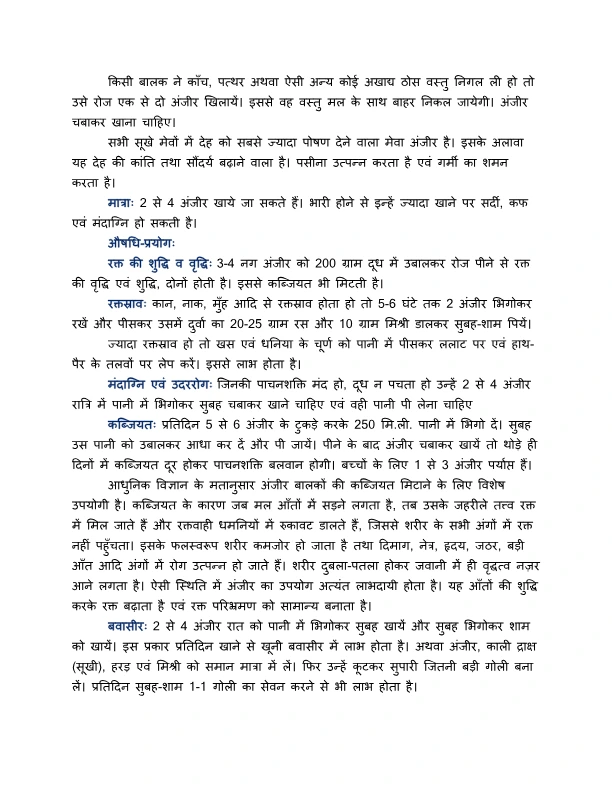 किसी बालक ने काँच, पत्थर अथवा ऐसी अन्य कोई अखाद्य ठोस वस्तु निगल ली हो तो
उसे रोज एक से दो अंजीर खिलायें। इससे वह वस्तु मल के साथ बाहर निकल जायेगी। अंजीर
चबाकर खाना चाहिए।
सभी सूखे मेवों में देह को सबसे ज्यादा पोषण देने वाला मेवा अंजीर है। इसके अलावा
यह देह की कांति तथा सौंदर्य बढ़ाने वाला है। पसीना उत्पन्न करता है एवं गर्मी का शमन
करता है।
मात्राः 2 से 4 अंजीर खाये जा सकते हैं। भारी होने से इन्हें ज्यादा खाने पर सर्दी, कफ
एवं मंदाग्नि हो सकती है।
औषधि-प्रयोगः
रक्त की शुद्धि व वृद्धिः 3-4 नग अंजीर को 200 ग्राम दूध में उबालकर रोज पीने से रक्त
की वृद्धि एवं शुद्धि, दोनों होती है। इससे कब्जियत भी मिटती है।
रक्तस्रावः कान, नाक, मुँह आदि से रक्तस्राव होता हो तो 5-6 घंटे तक 2 अंजीर भिगोकर
रखें और पीसकर उसमें दुर्वा का 20-25 ग्राम रस और 10 ग्राम मिश्री डालकर सुबह-शाम पियें।
ज्यादा रक्तस्राव हो तो खस एवं धनिया के चूर्ण को पानी में पीसकर ललाट पर एवं हाथ-
पैर के तलवों पर लेप करें। इससे लाभ होता है।
मंदाग्नि एवं उदररोगः जिनकी पाचनशक्ति मंद हो, दूध न पचता हो उन्हें 2 से 4 अंजीर
रात्रि में पानी में भिगोकर सुबह चबाकर खाने चाहिए एवं वही पानी पी लेना चाहिए
कब्जियतः प्रतिदिन 5 से 6 अंजीर के टुकड़े करके 250 मि.ली. पानी में भिगो दें। सुबह
उस पानी को उबालकर आधा कर दें और पी जायें। पीने के बाद अंजीर चबाकर खायें तो थोड़े ही
दिनों में कब्जियत दूर होकर पाचनशक्ति बलवान होगी। बच्चों के लिए 1 से 3 अंजीर पर्याप्त हैं।
आधुनिक विज्ञान के मतानुसार अंजीर बालकों की कब्जियत मिटाने के लिए विशेष
उपयोगी है। कब्जियत के कारण जब मल आँतों में सड़ने लगता है, तब उसके जहरीले तत्त्व रक्त
में मिल जाते हैं और रक्तवाही धमनियों में रुकावट डालते हैं, जिससे शरीर के सभी अंगों में रक्त
नहीं पहुँचता। इसके फलस्वरूप शरीर कमजोर हो जाता है तथा दिमाग, नेत्र, हृदय, जठर, बड़ी
आँत आदि अंगों में रोग उत्पन्न हो जाते हैं। शरीर दुबला-पतला होकर जवानी में ही वृद्धत्व नज़र
आने लगता है। ऐसी स्थिति में अंजीर का उपयोग अत्यंत लाभदायी होता है। यह आँतों की शुद्धि
करके रक्त बढ़ाता है एवं रक्त परिभ्रमण को सामान्य बनाता है।
बवासीरः 2 से 4 अंजीर रात को पानी में भिगोकर सुबह खायें और सुबह भिगोकर शाम
को खायें। इस प्रकार प्रतिदिन खाने से खूनी बवासीर में लाभ होता है। अथवा अंजीर, काली द्राक्ष
(सूखी), हरड़ एवं मिश्री को समान मात्रा में लें। फिर उन्हें कूटकर सुपारी जितनी बड़ी गोली बना
लें। प्रतिदिन सुबह-शाम 1-1 गोली का सेवन करने से भी लाभ होता है।